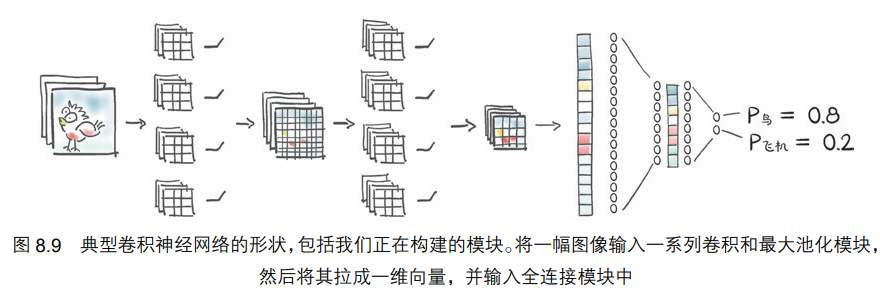 P鸟 = 0.8
P飞机 = 0.2
图 8.9 典型卷积神经网络的形状，包括我们正在构建的模块。将一幅图像输入一系列卷积和最大池化模块，
然后将其拉成一维向量，并输入全连接模块中